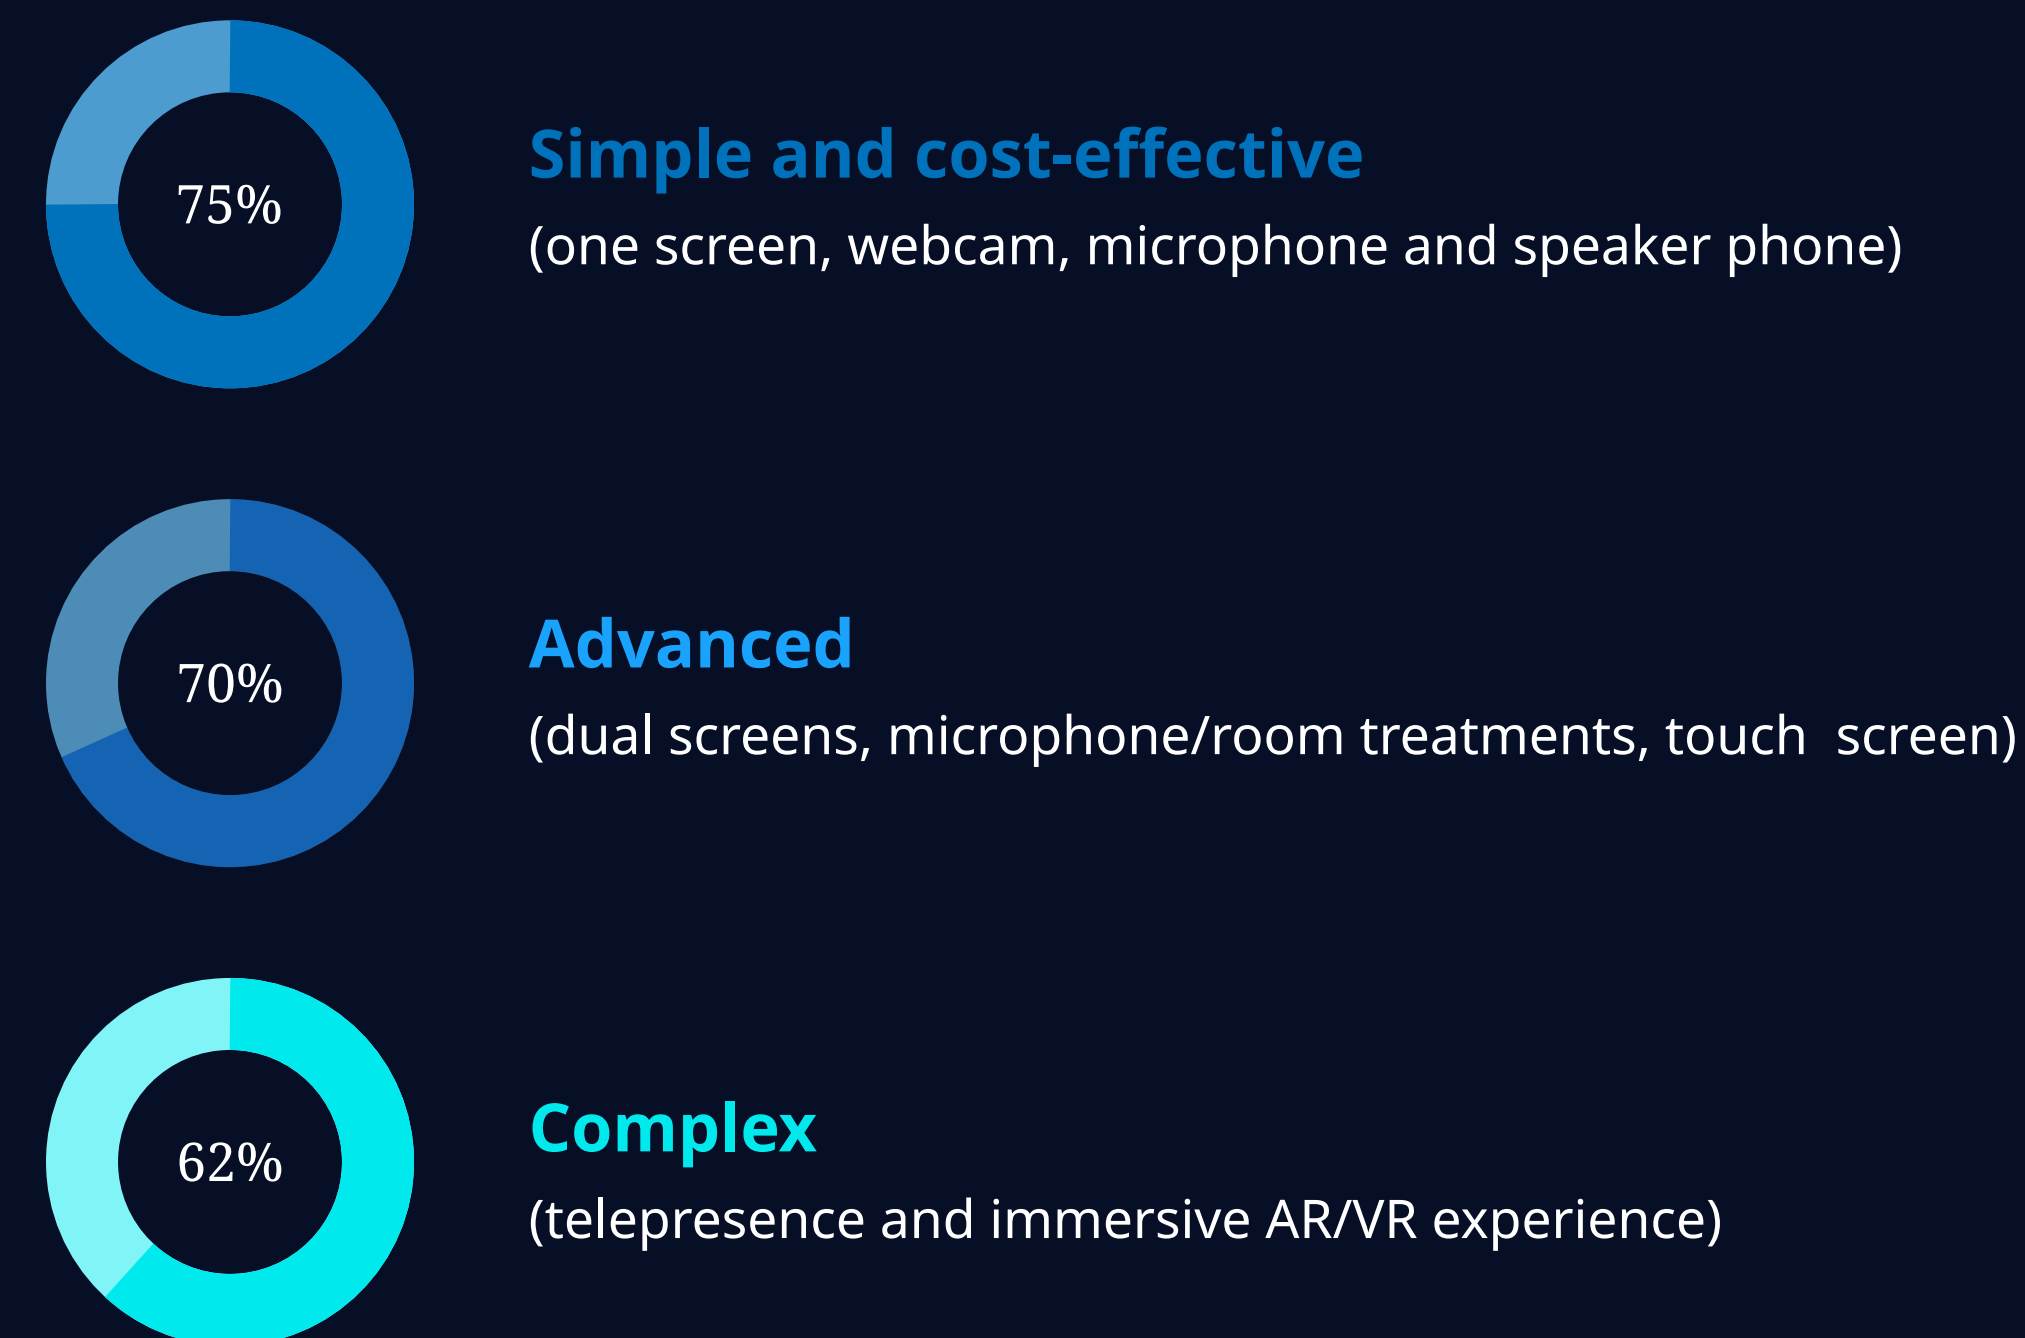 75%
Simple and cost-effective
(one screen, webcam, microphone and speaker phone)
70%
Advanced
(dual screens, microphone/room treatments, touch  screen)
62%
Complex
(telepresence and immersive AR/VR experience)